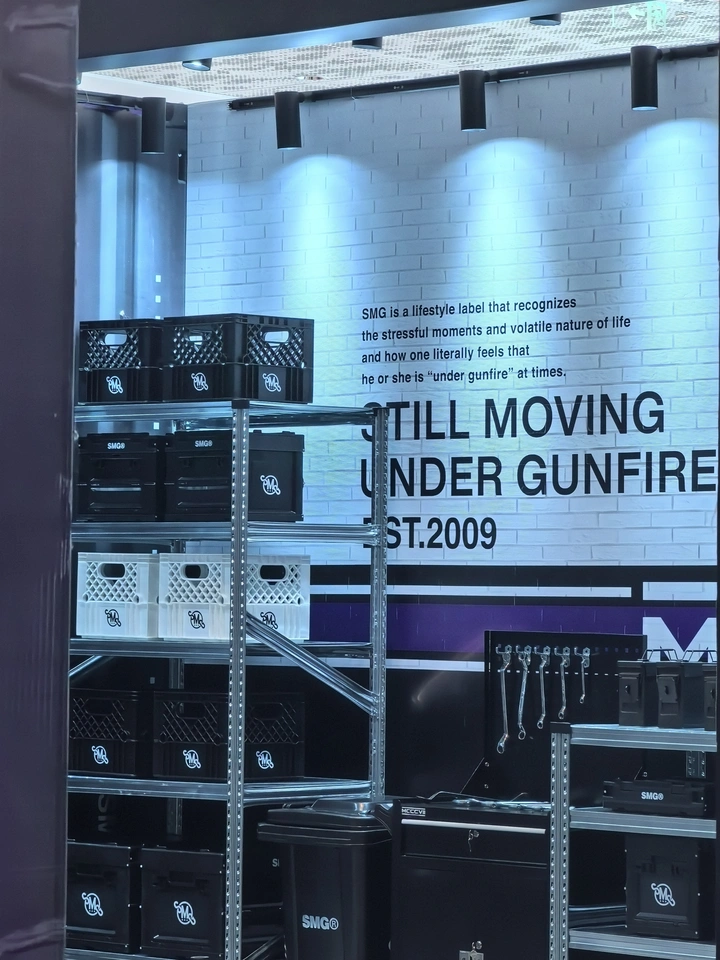 SMG is a lifestyle label that recognizes
the stressful moments and volatile nature of life
and how one literally feels that
he or she is “under gunfire” at times.
STILL MOVING
UNDER GUNFIRE
EST.2009
SMG®
SMG®
SMG®
SMG®